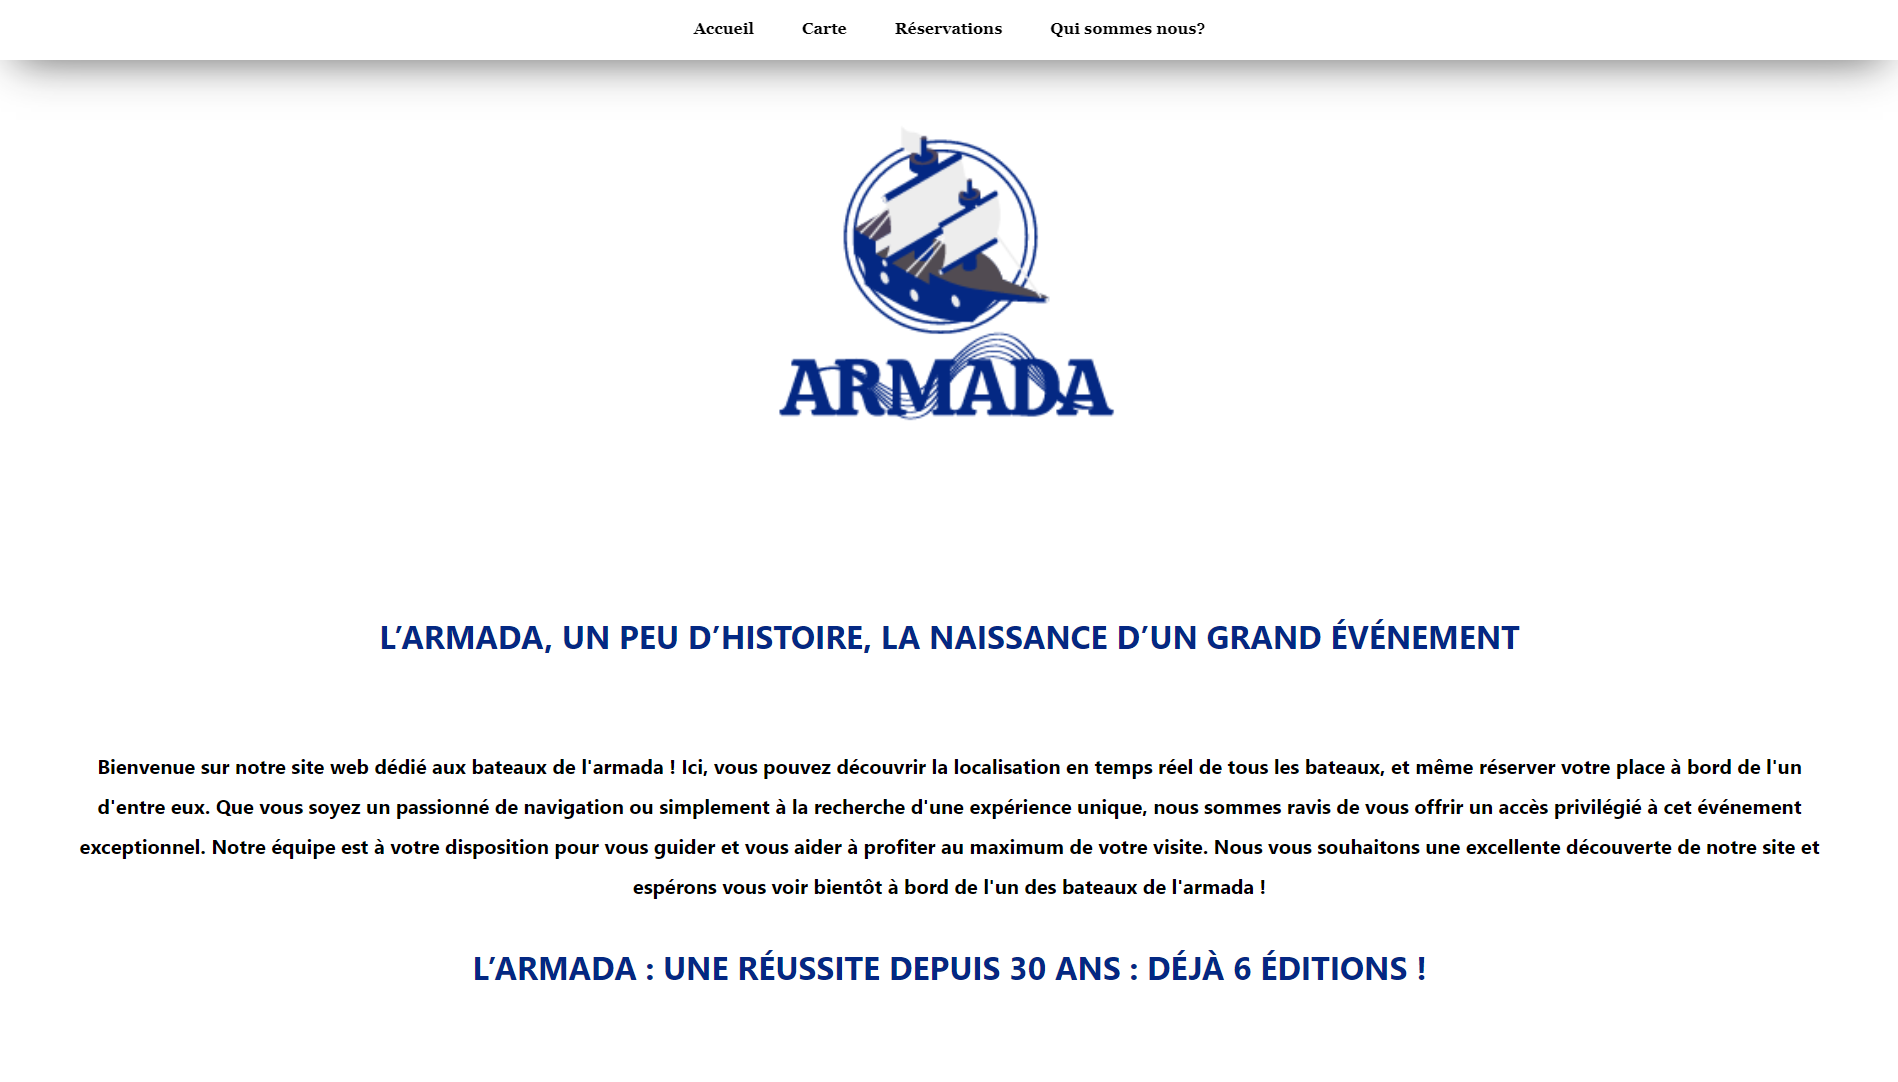 Accueil Carte Réservations Qui sommes nous?
ARMADA
L’ARMADA, UN PEU D’HISTOIRE, LA NAISSANCE D’UN GRAND ÉVÉNEMENT
Bienvenue sur notre site web dédié aux bateaux de l'armada ! Ici, vous pouvez découvrir la localisation en temps réel de tous les bateaux, et même réserver votre place à bord de l'un
d'entre eux. Que vous soyez un passionné de navigation ou simplement à la recherche d'une expérience unique, nous sommes ravis de vous offrir un accès privilégié à cet événement
exceptionnel. Notre équipe est à votre disposition pour vous guider et vous aider à profiter au maximum de votre visite. Nous vous souhaitons une excellente découverte de notre site et
espérons vous voir bientôt à bord de l'un des bateaux de l'armada !
L’ARMADA : UNE RÉUSSITE DEPUIS 30 ANS : DÉJÀ 6 ÉDITIONS !